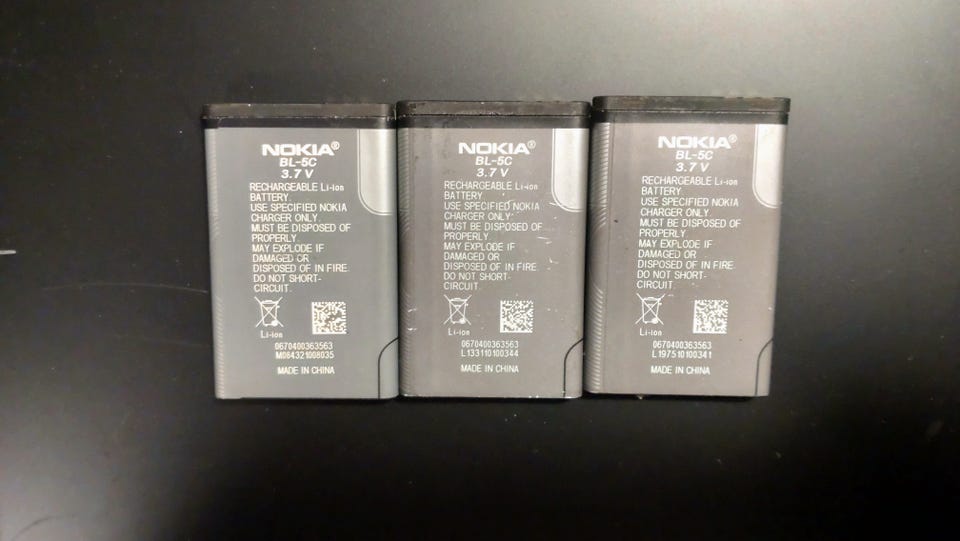 NOKIA®
BL-5C
3.7 V
RECHARGEABLE Li-ion
BATTERY.
USE SPECIFIED NOKIA
CHARGER ONLY.
MUST BE DISPOSED OF
PROPERLY.
MAY EXPLODE IF
DAMAGED OR
DISPOSED OF IN FIRE.
DO NOT SHORT-
CIRCUIT.
Li-ion
0670400363563
M064321008035
MADE IN CHINA
NOKIA®
BL-5C
3.7 V
RECHARGEABLE Li-ion
BATTERY.
USE SPECIFIED NOKIA
CHARGER ONLY.
MUST BE DISPOSED OF
PROPERLY.
MAY EXPLODE IF
DAMAGED OR
DISPOSED OF IN FIRE.
DO NOT SHORT-
CIRCUIT.
Li-ion
0670400363563
L133110100344
MADE IN CHINA
NOKIA®
BL-5C
3.7 V
RECHARGEABLE Li-ion
BATTERY.
USE SPECIFIED NOKIA
CHARGER ONLY.
MUST BE DISPOSED OF
PROPERLY.
MAY EXPLODE IF
DAMAGED OR
DISPOSED OF IN FIRE.
DO NOT SHORT-
CIRCUIT.
Li-ion
0670400363563
L197510100341
MADE IN CHINA